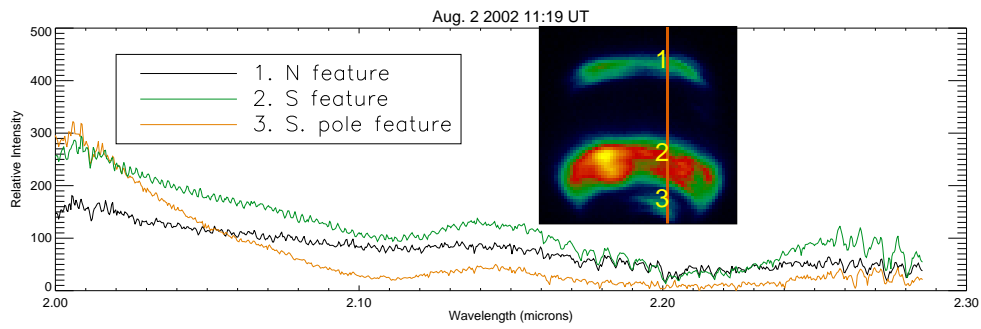 Aug. 2 2002 11:19 UT
500
400
300
200
100
0
Relative Intensity
1. N feature
2. S feature
3. S. pole feature
1
2
3
2.00 2.10 2.20 2.30
Wavelength (microns)